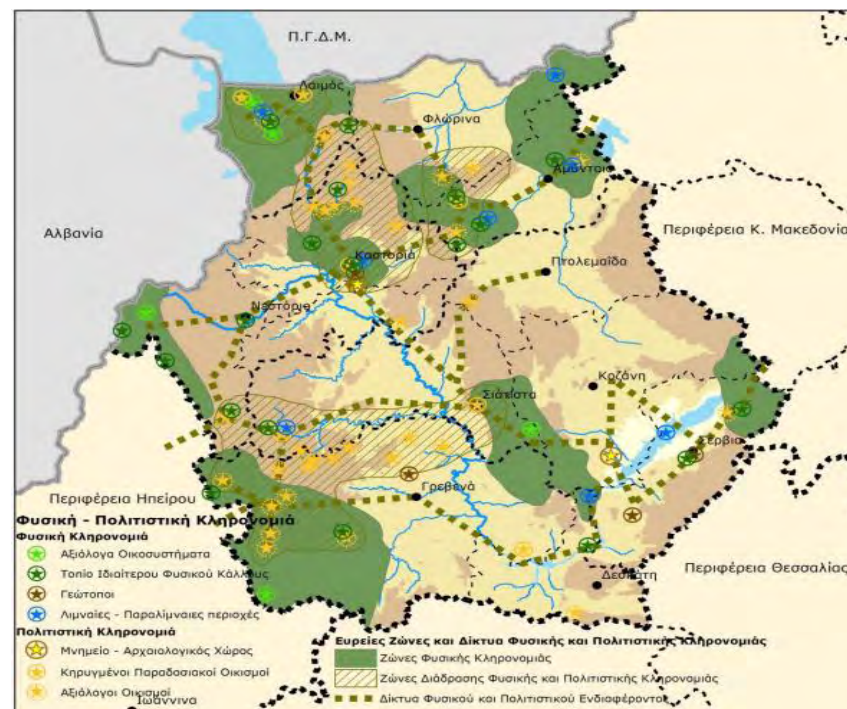 Π.Γ.Δ.Μ.
Λαιμός
Φλώρινα
Αμύνταιο
Αλβανία
Περιφέρεια Κ. Μακεδονία
Καστοριά
Πτολεμαΐδα
Νεστόριο
Κοζάνη
Σιάτιστα
Σέρβια
Περιφέρεια Ηπείρου
Γρεβενά
Περιφέρεια Θεσσαλίας
Δεσκάτη
Φυσική - Πολιτιστική Κληρονομιά
Φυσική Κληρονομιά
Αξιόλογα Οικοσυστήματα
Τοπίο Ιδιαίτερου Φυσικού Κάλλους
Γεώτοποι
Λιμναίες - Παραλίμναιες περιοχές
Πολιτιστική Κληρονομιά
Μνημείο - Αρχαιολογικός Χώρος
Κηρυγμένοι Παραδοσιακοί Οικισμοί
Αξιόλογοι Οικισμοί
Ιωάννινα
Ευρείες Ζώνες και Δίκτυα Φυσικής και Πολιτιστικής Κληρονομιάς
Ζώνες Φυσικής Κληρονομιάς
Ζώνες Διάδρασης Φυσικής και Πολιτιστικής Κληρονομιάς
Δίκτυα Φυσικού και Πολιτιστικού Ενδιαφέροντος